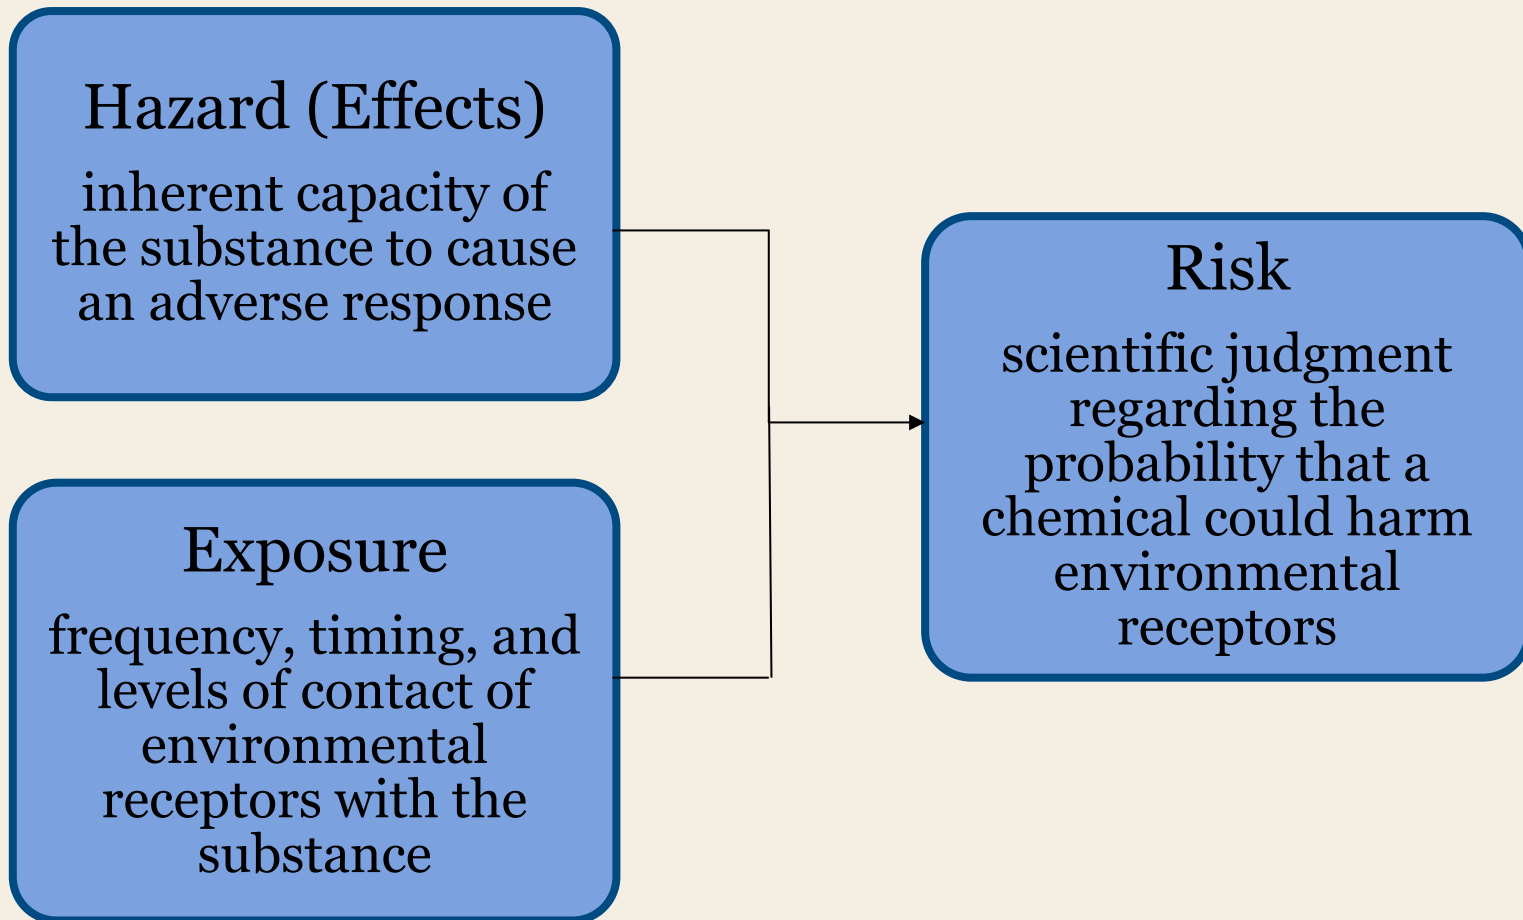 Hazard (Effects)
inherent capacity of
the substance to cause
an adverse response
Exposure
frequency, timing, and
levels of contact of
environmental
receptors with the
substance
Risk
scientific judgment
regarding the
probability that a
chemical could harm
environmental
receptors